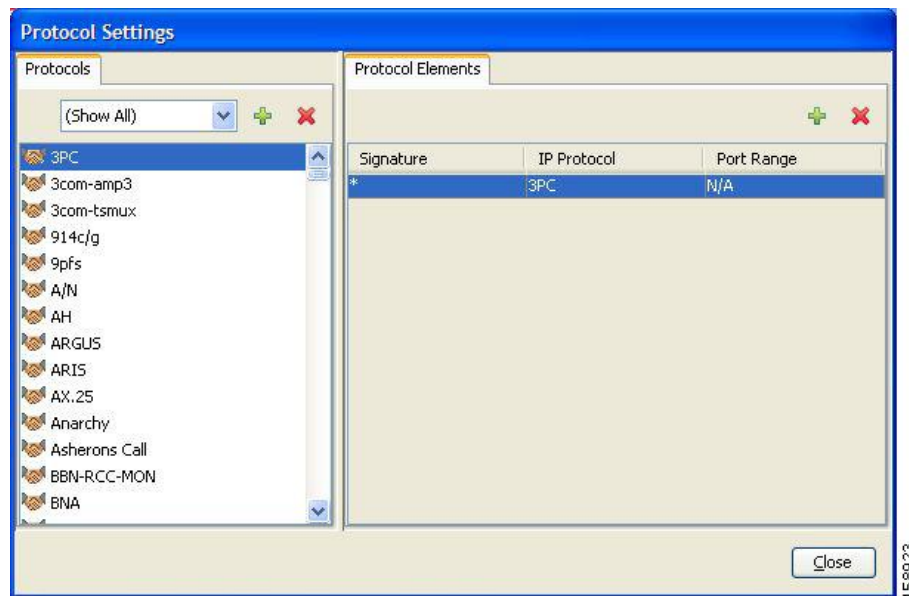 Protocol Settings
Protocols
(Show All)
3PC
3com-amp3
3com-tsmux
914c/g
9pfs
A/N
AH
ARGUS
ARIS
AX.25
Anarchy
Asherons Call
BBN-RCC-MON
BNA
Protocol Elements
Signature IP Protocol Port Range
* 3PC N/A
Close
158923